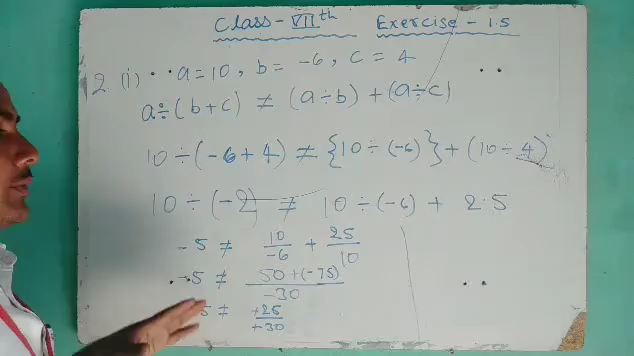 Class-VIIth Exercise - 1.5
2 (i) a=10, b= -6, c = 4
a÷(b+c) ≠ (a÷b) +(a÷c)
10÷(-6+4) ≠ {10÷(-6)}+(10÷4)
10 ÷ (-2) ≠ 10÷(-6) + 2.5
-5 ≠ 10/-6 + 25/10
-5 ≠ 50+(-75)/-30
5 ≠ +25/+30